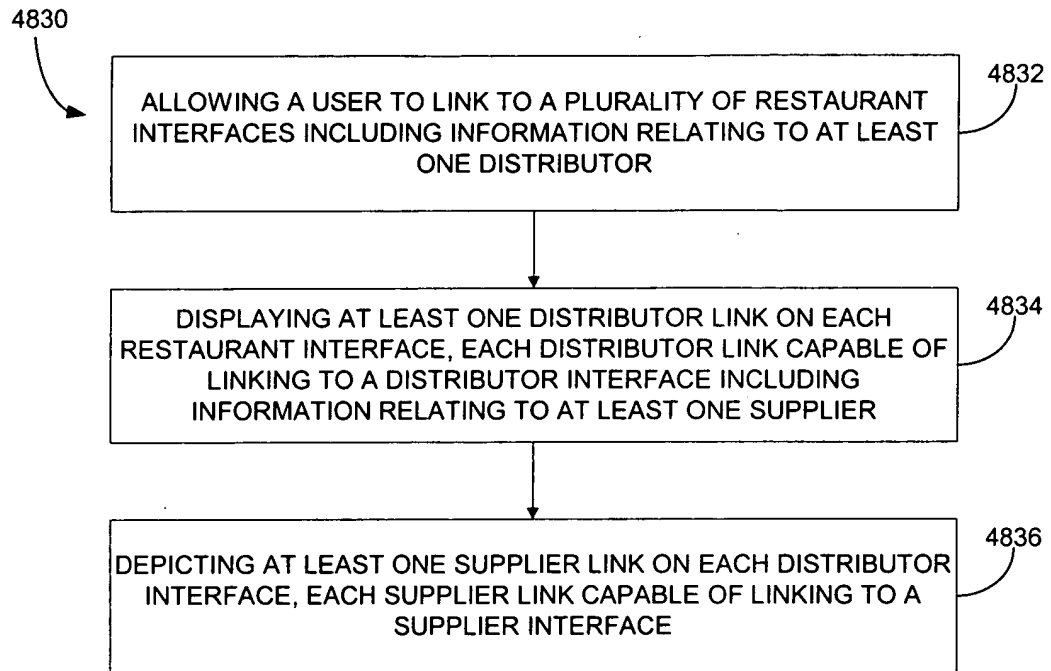 4830
4832
ALLOWING A USER TO LINK TO A PLURALITY OF RESTAURANT
INTERFACES INCLUDING INFORMATION RELATING TO AT LEAST
ONE DISTRIBUTOR
4834
DISPLAYING AT LEAST ONE DISTRIBUTOR LINK ON EACH
RESTAURANT INTERFACE, EACH DISTRIBUTOR LINK CAPABLE OF
LINKING TO A DISTRIBUTOR INTERFACE INCLUDING
INFORMATION RELATING TO AT LEAST ONE SUPPLIER
4836
DEPICTING AT LEAST ONE SUPPLIER LINK ON EACH DISTRIBUTOR
INTERFACE, EACH SUPPLIER LINK CAPABLE OF LINKING TO A
SUPPLIER INTERFACE